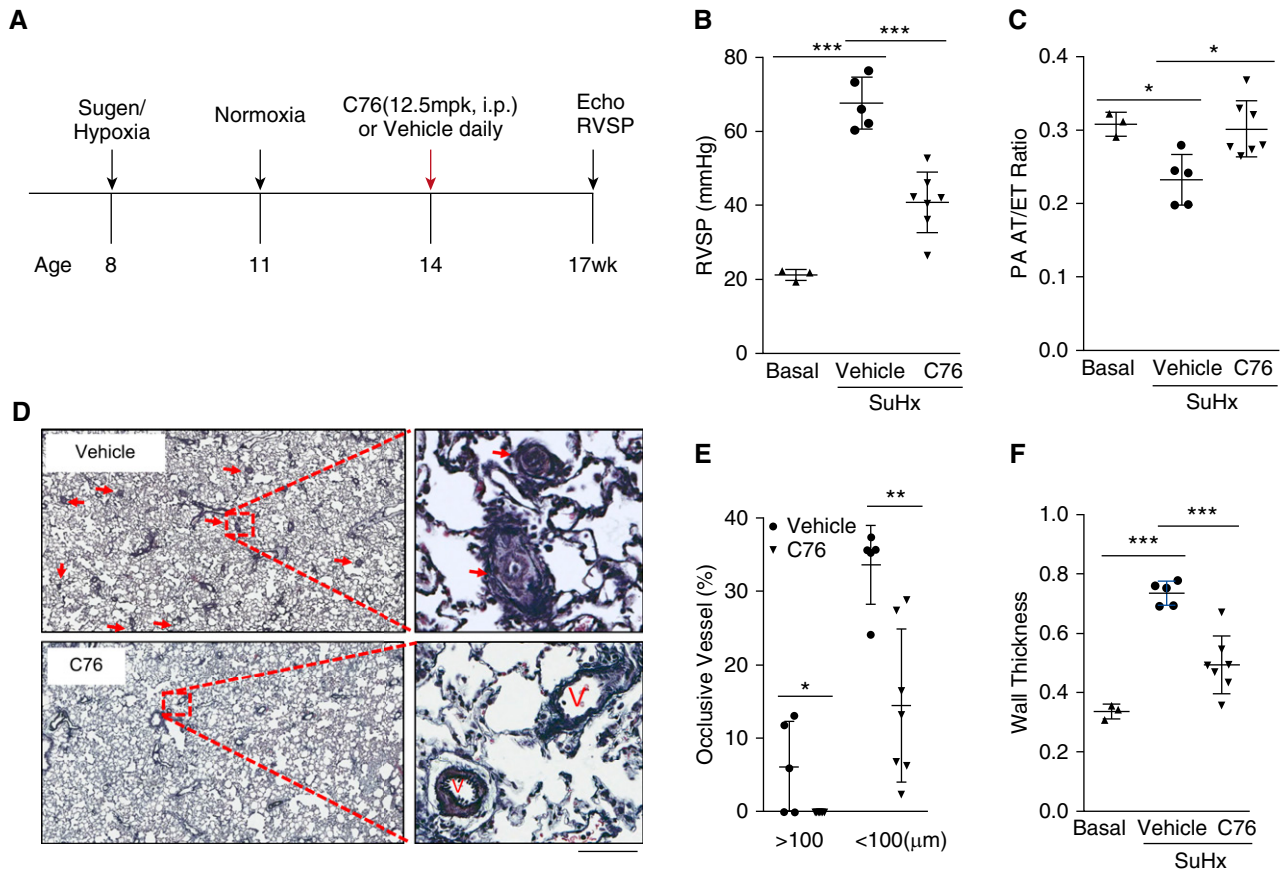 A
Sugen/
Hypoxia
Normoxia
C76(12.5mpk, i.p.)
or Vehicle daily
Echo
RVSP
Age 8 11 14 17wk
B
RVSP (mmHg)
80
60
40
20
0
***
***
Basal Vehicle C76
SuHx
C
PA AT/ET Ratio
0.4
0.3
0.2
0.1
0.0
*
*
Basal Vehicle C76
SuHx
D
Vehicle
C76
V
V
E
Occlusive Vessel (%)
40
30
20
10
0
Vehicle
C76
**
*
>100 <100(μm)
F
Wall Thickness
1.0
0.8
0.6
0.4
0.2
0.0
***
***
Basal Vehicle C76
SuHx